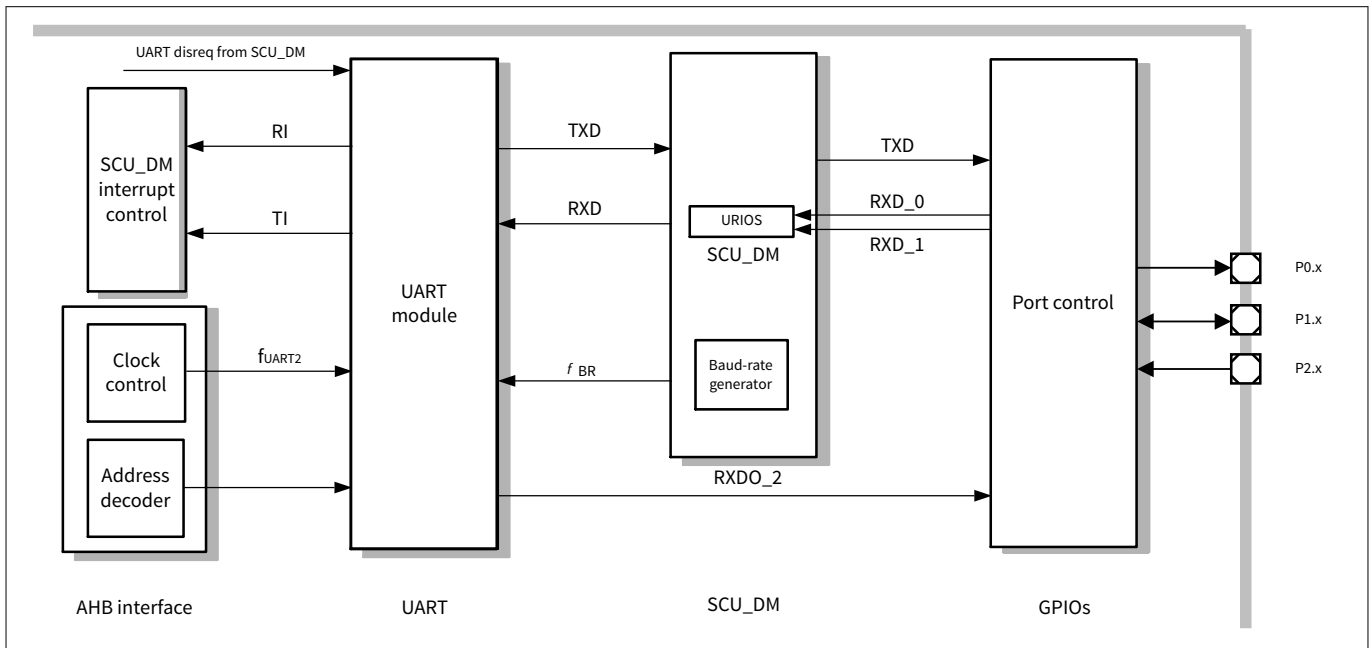 UART disreq from SCU_DM
SCU_DM
interrupt
control
RI
TI
Clock
control
fUART2
Address
decoder
UART
module
TXD
RXD
URIOS
SCU_DM
f BR
Baud-rate
generator
RXDO_2
TXD
RXD_0
RXD_1
Port control
P0.x
P1.x
P2.x
AHB interface
UART
SCU_DM
GPIOs